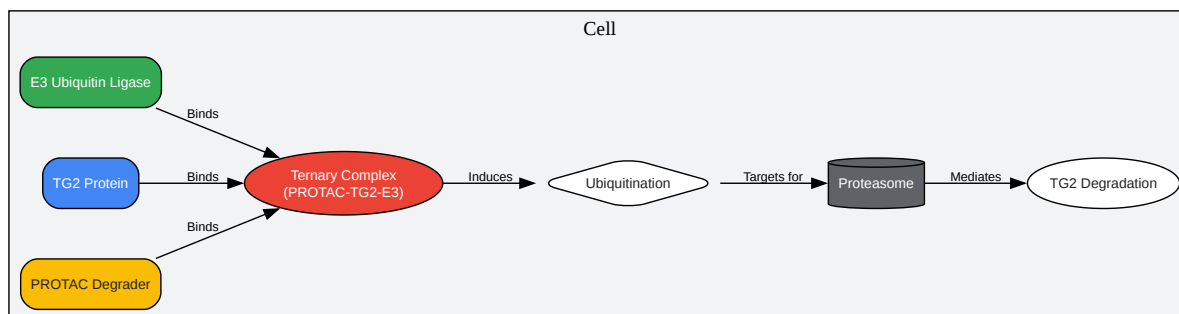 Cell
E3 Ubiquitin Ligase
Binds
TG2 Protein
Binds
Ternary Complex
(PROTAC-TG2-E3)
Induces
Ubiquitination
Targets for
Proteasome
Mediates
TG2 Degradation
Binds
PROTAC Degrader